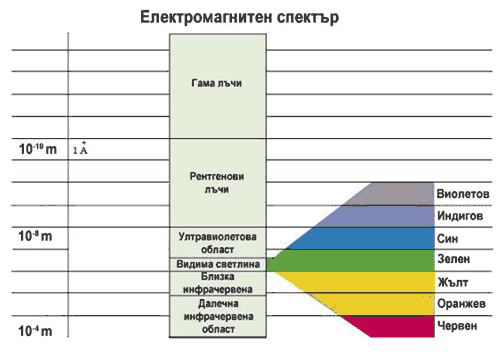 Електромагнитен спектър
Гама лъчи
10-10 m
1 Å
Рентгенови
лъчи
Виолетов
Индигов
10-8 m
Ултравиолетова
област
Син
Видима светлина
Зелен
Близка
инфрачервена
Жълт
Далечна
инфрачервена
област
Оранжев
10-4 m
Червен